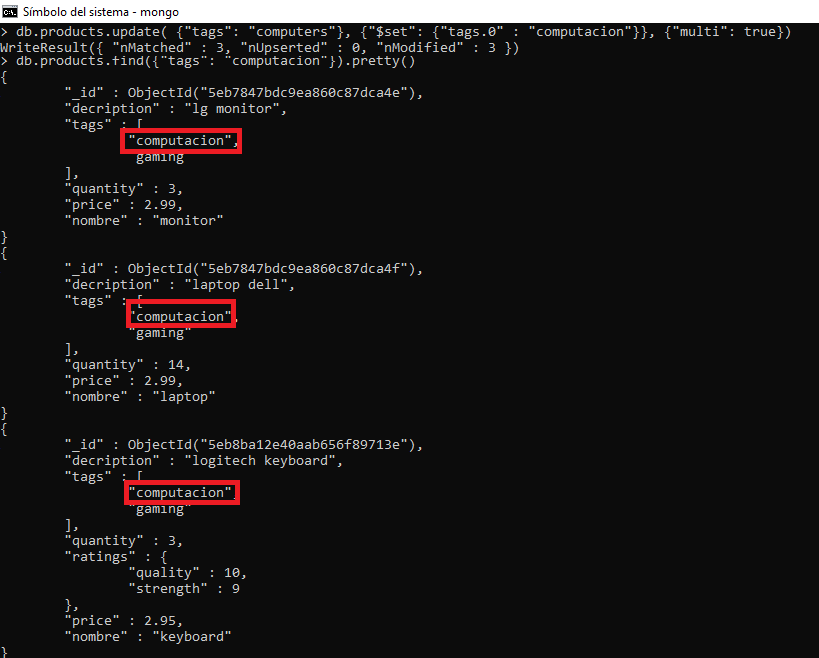 Símbolo del sistema - mongo
> db.products.update( {"tags": "computers"}, {"$set": {"tags.0" : "computacion"}}, {"multi": true})
WriteResult({ "nMatched" : 3, "nUpserted" : 0, "nModified" : 3 })
> db.products.find({"tags": "computacion"}).pretty()
{
"_id" : ObjectId("5eb7847bdc9ea860c87dca4e"),
"decription" : "lg monitor",
"tags" : [
"computacion",
"gaming"
],
"quantity" : 3,
"price" : 2.99,
"nombre" : "monitor"
}
{
"_id" : ObjectId("5eb7847bdc9ea860c87dca4f"),
"decription" : "laptop dell",
"tags" : [
"computacion",
"gaming"
],
"quantity" : 14,
"price" : 2.99,
"nombre" : "laptop"
}
{
"_id" : ObjectId("5eb8ba12e40aab656f89713e"),
"decription" : "logitech keyboard",
"tags" : [
"computacion",
"gaming"
],
"quantity" : 3,
"ratings" : {
"quality" : 10,
"strength" : 9
},
"price" : 2.95,
"nombre" : "keyboard"
}